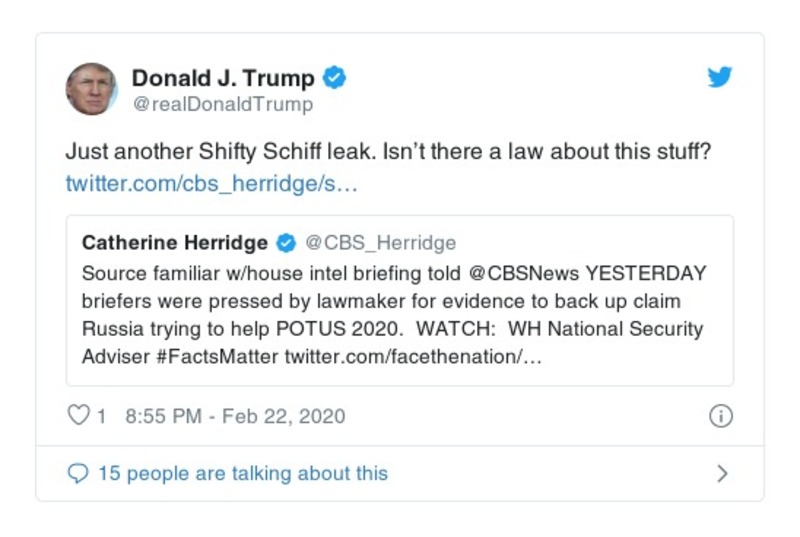 Donald J. Trump
@realDonaldTrump
Just another Shifty Schiff leak. Isn’t there a law about this stuff?
twitter.com/cbs_herridge/s…
Catherine Herridge @CBS_Herridge
Source familiar w/house intel briefing told @CBSNews YESTERDAY
briefers were pressed by lawmaker for evidence to back up claim
Russia trying to help POTUS 2020.  WATCH:  WH National Security
Adviser #FactsMatter twitter.com/facethenation/…
1 8:55 PM - Feb 22, 2020
15 people are talking about this